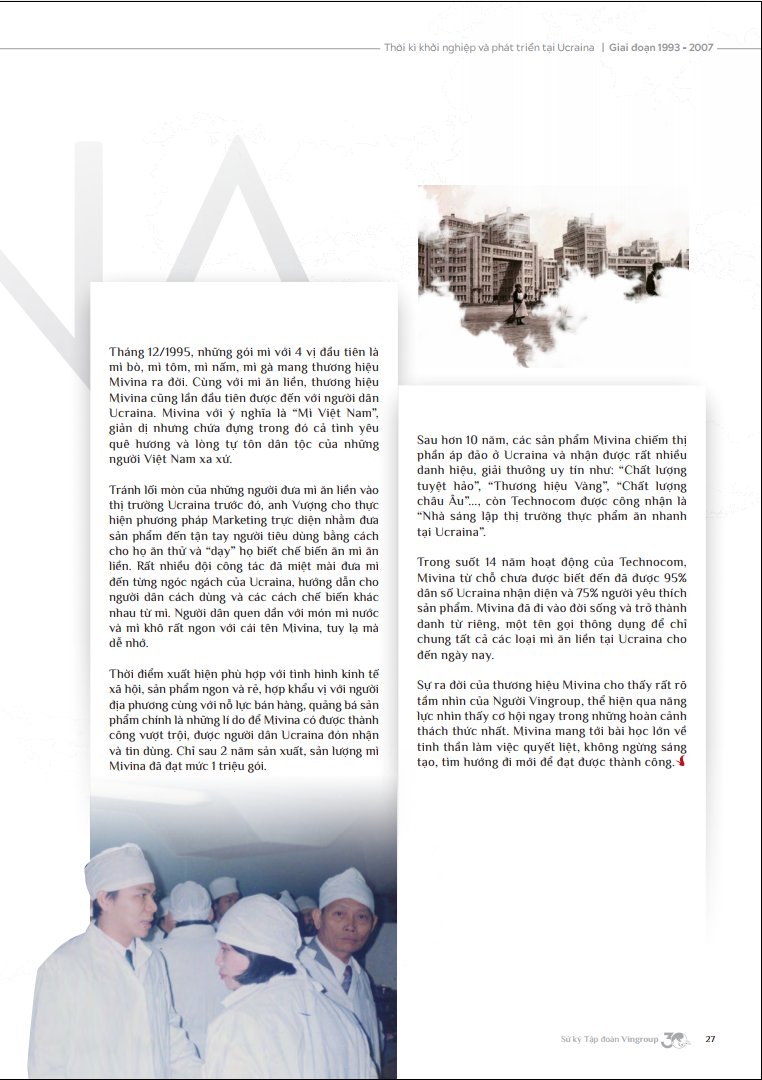 Thời kì khởi nghiệp và phát triển tại Ucraina | Giai đoạn 1993 - 2007
NA
Tháng 12/1995, những gói mì với 4 vị đầu tiên là
mì bò, mì tôm, mì nấm, mì gà mang thương hiệu
Mivina ra đời. Cùng với mì ăn liền, thương hiệu
Mivina cũng lần đầu tiên được đến với người dân
Ucraina. Mivina với ý nghĩa là “Mì Việt Nam”,
giản dị nhưng chứa đựng trong đó cả tình yêu
quê hương và lòng tự tôn dân tộc của những
người Việt Nam xa xứ.
Tránh lối mòn của những người đưa mì ăn liền vào
thị trường Ucraina trước đó, anh Vượng cho thực
hiện phương pháp Marketing trực diện nhằm đưa
sản phẩm đến tận tay người tiêu dùng bằng cách
cho họ ăn thử và “dạy” họ biết chế biến ăn mì ăn
liền. Rất nhiều đội công tác đã miệt mài đưa mì
đến từng ngóc ngách của Ucraina, hướng dẫn cho
người dân cách dùng và các cách chế biến khác
nhau từ mì. Người dân quen dần với món mì nước
và mì khô rất ngon với cái tên Mivina, tuy lạ mà
dễ nhớ.
Thời điểm xuất hiện phù hợp với tình hình kinh tế
xã hội, sản phẩm ngon và rẻ, hợp khẩu vị với người
địa phương cùng với nỗ lực bán hàng, quảng bá sản
phẩm chính là những lí do để Mivina có được thành
công vượt trội, được người dân Ucraina đón nhận
và tin dùng. Chỉ sau 2 năm sản xuất, sản lượng mì
Mivina đã đạt mức 1 triệu gói.
Sau hơn 10 năm, các sản phẩm Mivina chiếm thị
phần áp đảo ở Ucraina và nhận được rất nhiều
danh hiệu, giải thưởng uy tín như: “Chất lượng
tuyệt hảo”, “Thương hiệu Vàng”, “Chất lượng
châu Âu”..., còn Technocom được công nhận là
“Nhà sáng lập thị trường thực phẩm ăn nhanh
tại Ucraina”.
Trong suốt 14 năm hoạt động của Technocom,
Mivina từ chỗ chưa được biết đến đã được 95%
dân số Ucraina nhận diện và 75% người yêu thích
sản phẩm. Mivina đã đi vào đời sống và trở thành
danh từ riêng, một tên gọi thông dụng để chỉ
chung tất cả các loại mì ăn liền tại Ucraina cho
đến ngày nay.
Sự ra đời của thương hiệu Mivina cho thấy rất rõ
tầm nhìn của Người Vingroup, thể hiện qua năng
lực nhìn thấy cơ hội ngay trong những hoàn cảnh
thách thức nhất. Mivina mang tới bài học lớn về
tinh thần làm việc quyết liệt, không ngừng sáng
tạo, tìm hướng đi mới để đạt được thành công.
Sử ký Tập đoàn Vingroup 30 27